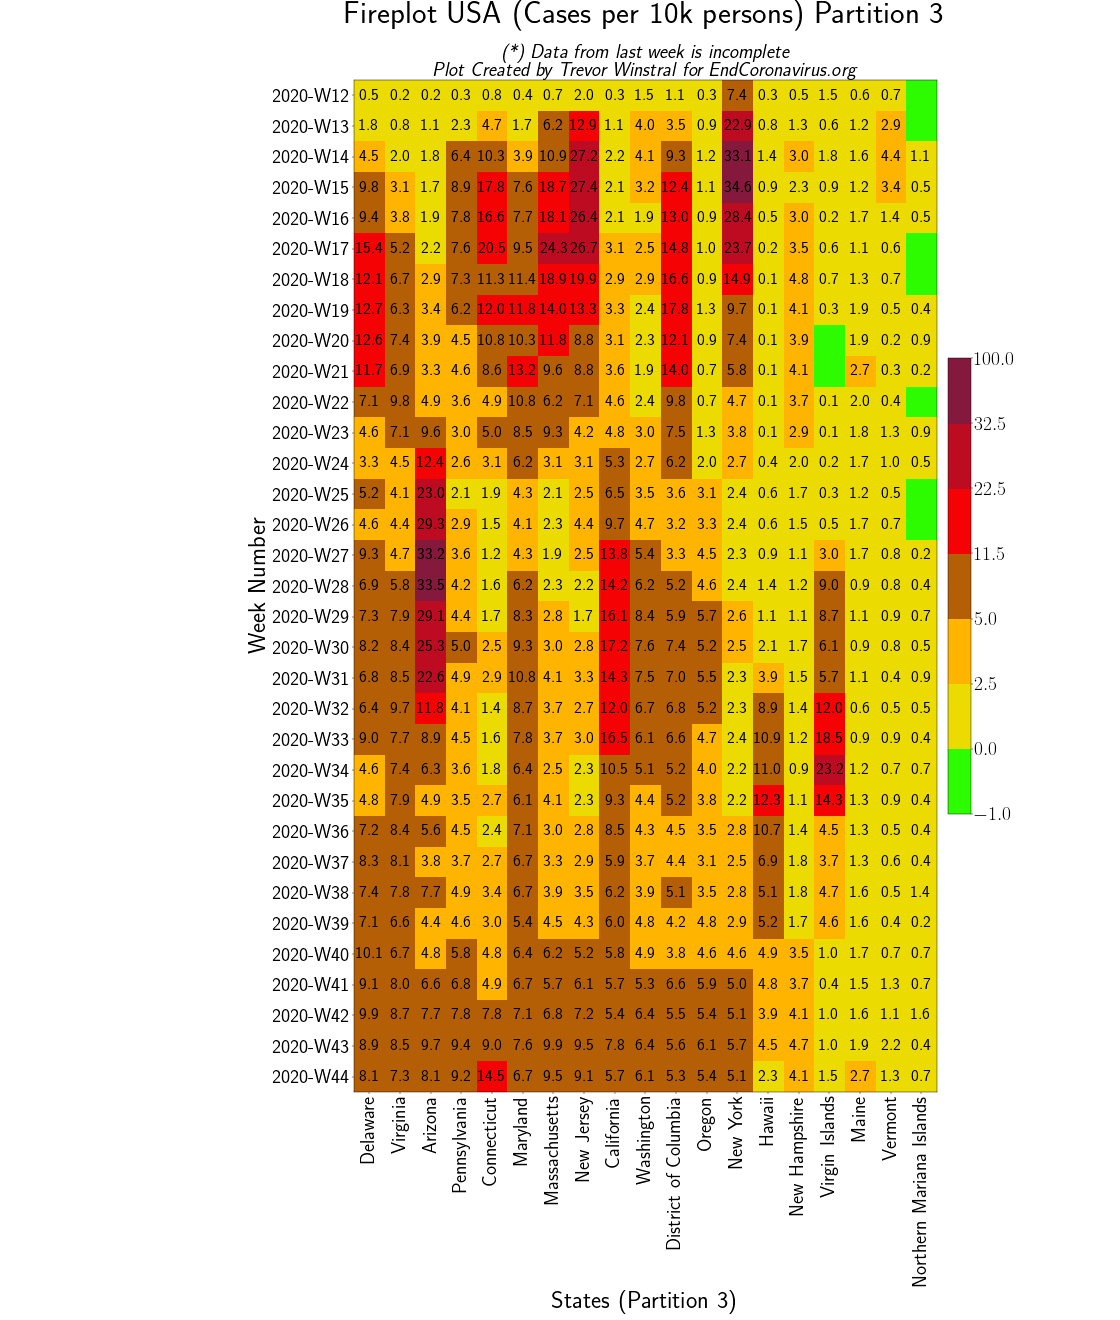 Fireplot USA (Cases per 10k persons) Partition 3
(*) Data from last week is incomplete
Plot Created by Trevor Winstral for EndCoronavirus.org
2020-W12 0.5 0.2 0.2 0.3 0.8 0.4 0.7 2.0 0.3 1.5 1.1 0.3 7.4 0.3 0.5 1.5 0.6 0.7
2020-W13 1.8 0.8 1.1 2.3 4.7 1.7 6.2 12.9 1.1 4.0 3.5 0.9 22.9 0.8 1.3 0.6 1.2 2.9
2020-W14 4.5 2.0 1.8 6.4 10.3 3.9 10.9 27.2 2.2 4.1 9.3 1.2 33.1 1.4 3.0 1.8 1.6 4.4 1.1
2020-W15 9.8 3.1 1.7 8.9 17.8 7.6 18.7 27.4 2.1 3.2 12.4 1.1 34.6 0.9 2.3 0.9 1.2 3.4 0.5
2020-W16 9.4 3.8 1.9 7.8 16.6 7.7 18.1 26.4 2.1 1.9 13.0 0.9 28.4 0.5 3.0 0.2 1.7 1.4 0.5
2020-W17 15.4 5.2 2.2 7.6 20.5 9.5 24.3 26.7 3.1 2.5 14.8 1.0 23.7 0.2 3.5 0.6 1.1 0.6
2020-W18 12.1 6.7 2.9 7.3 11.3 11.4 18.9 19.9 2.9 2.9 16.6 0.9 14.9 0.1 4.8 0.7 1.3 0.7
2020-W19 12.7 6.3 3.4 6.2 12.0 11.8 14.0 13.3 3.3 2.4 17.8 1.3 9.7 0.1 4.1 0.3 1.9 0.5 0.4
2020-W20 12.6 7.4 3.9 4.5 10.8 10.3 11.8 8.8 3.1 2.3 12.1 0.9 7.4 0.1 3.9 1.9 0.2 0.9
2020-W21 11.7 6.9 3.3 4.6 8.6 13.2 9.6 8.8 3.6 1.9 14.0 0.7 5.8 0.1 4.1 2.7 0.3 0.2
2020-W22 7.1 9.8 4.9 3.6 4.9 10.8 6.2 7.1 4.6 2.4 9.8 0.7 4.7 0.1 3.7 0.1 2.0 0.4
2020-W23 4.6 7.1 9.6 3.0 5.0 8.5 9.3 4.2 4.8 3.0 7.5 1.3 3.8 0.1 2.9 0.1 1.8 1.3 0.9
2020-W24 3.3 4.5 12.4 2.6 3.1 6.2 3.1 3.1 5.3 2.7 6.2 2.0 2.7 0.4 2.0 0.2 1.7 1.0 0.5
2020-W25 5.2 4.1 23.0 2.1 1.9 4.3 2.1 2.5 6.5 3.5 3.6 3.1 2.4 0.6 1.7 0.3 1.2 0.5
2020-W26 4.6 4.4 29.3 2.9 1.5 4.1 2.3 4.4 9.7 4.7 3.2 3.3 2.4 0.6 1.5 0.5 1.7 0.7
2020-W27 9.3 4.7 33.2 3.6 1.2 4.3 1.9 2.5 13.8 5.4 3.3 4.5 2.3 0.9 1.1 3.0 1.7 0.8 0.2
2020-W28 6.9 5.8 33.5 4.2 1.6 6.2 2.3 2.2 14.2 6.2 5.2 4.6 2.4 1.4 1.2 9.0 0.9 0.8 0.4
2020-W29 7.3 7.9 29.1 4.4 1.7 8.3 2.8 1.7 16.1 8.4 5.9 5.7 2.6 1.1 1.1 8.7 1.1 0.9 0.7
2020-W30 8.2 8.4 25.3 5.0 2.5 9.3 3.0 2.8 17.2 7.6 7.4 5.2 2.5 2.1 1.7 6.1 0.9 0.8 0.5
2020-W31 6.8 8.5 22.6 4.9 2.9 10.8 4.1 3.3 14.3 7.5 7.0 5.5 2.3 3.9 1.5 5.7 1.1 0.4 0.9
2020-W32 6.4 9.7 11.8 4.1 1.4 8.7 3.7 2.7 12.0 6.7 6.8 5.2 2.3 8.9 1.4 12.0 0.6 0.5 0.5
2020-W33 9.0 7.7 8.9 4.5 1.6 7.8 3.7 3.0 16.5 6.1 6.6 4.7 2.4 10.9 1.2 18.5 0.9 0.9 0.4
2020-W34 4.6 7.4 6.3 3.6 1.8 6.4 2.5 2.3 10.5 5.1 5.2 4.0 2.2 11.0 0.9 23.2 1.2 0.7 0.7
2020-W35 4.8 7.9 4.9 3.5 2.7 6.1 4.1 2.3 9.3 4.4 5.2 3.8 2.2 12.3 1.1 14.3 1.3 0.9 0.4
2020-W36 7.2 8.4 5.6 4.5 2.4 7.1 3.0 2.8 8.5 4.3 4.5 3.5 2.8 10.7 1.4 4.5 1.3 0.5 0.4
2020-W37 8.3 8.1 3.8 3.7 2.7 6.7 3.3 2.9 5.9 3.7 4.4 3.1 2.5 6.9 1.8 3.7 1.3 0.6 0.4
2020-W38 7.4 7.8 7.7 4.9 3.4 6.7 3.9 3.5 6.2 3.9 5.1 3.5 2.8 5.1 1.8 4.7 1.6 0.5 1.4
2020-W39 7.1 6.6 4.4 4.6 3.0 5.4 4.5 4.3 6.0 4.8 4.2 4.8 2.9 5.2 1.7 4.6 1.6 0.4 0.2
2020-W40 10.1 6.7 4.8 5.8 4.8 6.4 6.2 5.2 5.8 4.9 3.8 4.6 4.6 4.9 3.5 1.0 1.7 0.7 0.7
2020-W41 9.1 8.0 6.6 6.8 4.9 6.7 5.7 6.1 5.7 5.3 6.6 5.9 5.0 4.8 3.7 0.4 1.5 1.3 0.7
2020-W42 9.9 8.7 7.7 7.8 7.8 7.1 6.8 7.2 5.4 6.4 5.5 5.4 5.1 3.9 4.1 1.0 1.6 1.1 1.6
2020-W43 8.9 8.5 9.7 9.4 9.0 7.6 9.9 9.5 7.8 6.4 5.6 6.1 5.7 4.5 4.7 1.0 1.9 2.2 0.4
2020-W44 8.1 7.3 8.1 9.2 14.5 6.7 9.5 9.1 5.7 6.1 5.3 5.4 5.1 2.3 4.1 1.5 2.7 1.3 0.7
Week Number
Delaware
Virginia
Arizona
Pennsylvania
Connecticut
Maryland
Massachusetts
New Jersey
California
Washington
District of Columbia
Oregon
New York
Hawaii
New Hampshire
Virgin Islands
Maine
Vermont
Northern Mariana Islands
States (Partition 3)
100.0
32.5
22.5
11.5
5.0
2.5
0.0
−1.0